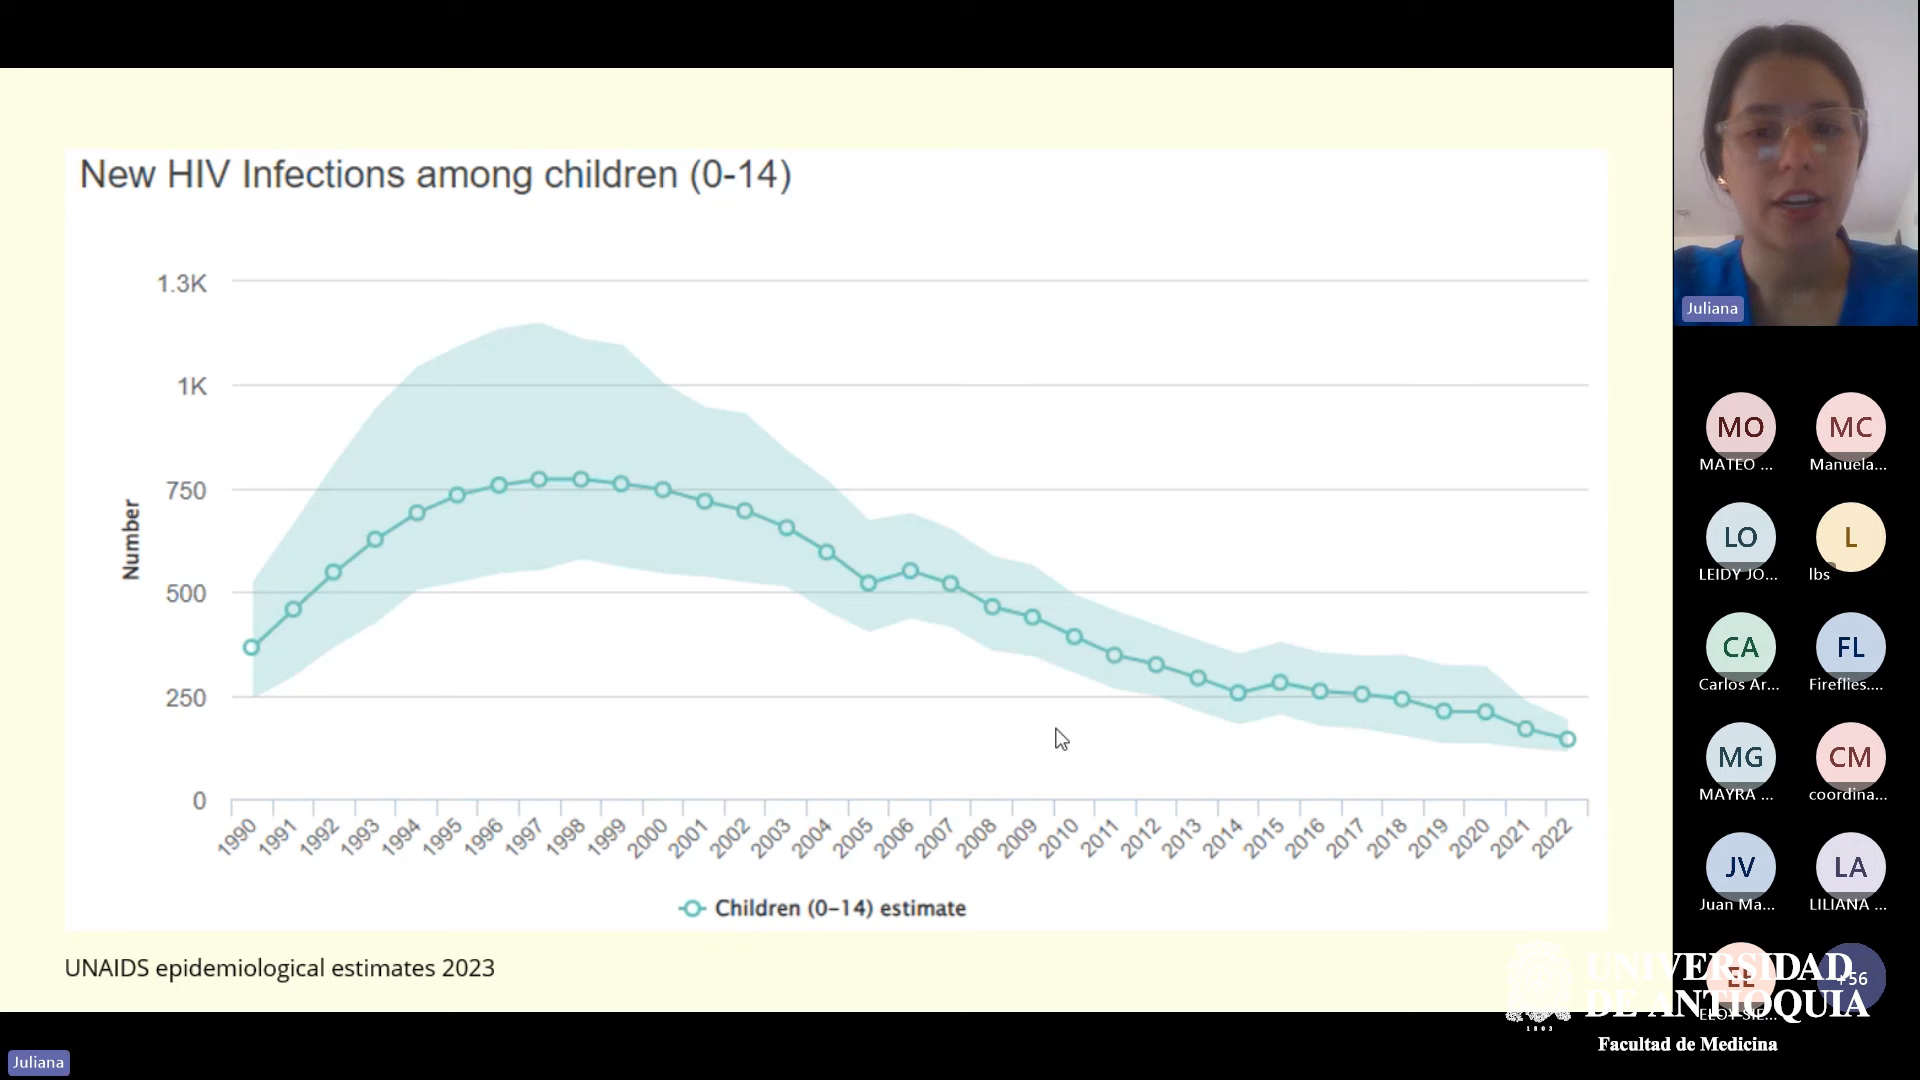 New HIV Infections among children (0-14)
1.3K
1K
750
500
250
0
Number
1990 1991 1992 1993 1994 1995 1996 1997 1998 1999 2000 2001 2002 2003 2004 2005 2006 2007 2008 2009 2010 2011 2012 2013 2014 2015 2016 2017 2018 2019 2020 2021 2022
Children (0-14) estimate
UNAIDS epidemiological estimates 2023
Juliana
Juliana
MO MC
MATEO ... Manuela...
LO L
LEIDY JO... lbs
CA FL
Carlos Ar... Fireflies....
MG CM
MAYRA ... coordina...
JV LA
Juan Ma... LILIANA ...
+56
UNIVERSIDAD
DE ANTIOQUIA
1803
Facultad de Medicina